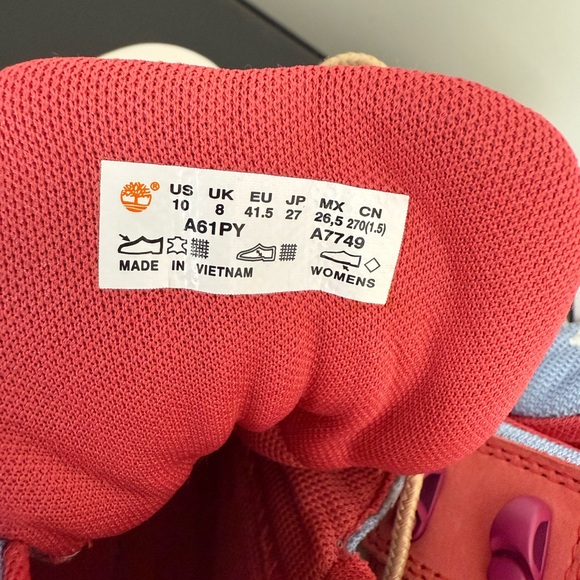 ® US UK EU JP MX CN
10 8 41.5 27 26,5 270(1.5)
A61PY A7749
MADE IN VIETNAM WOMENS